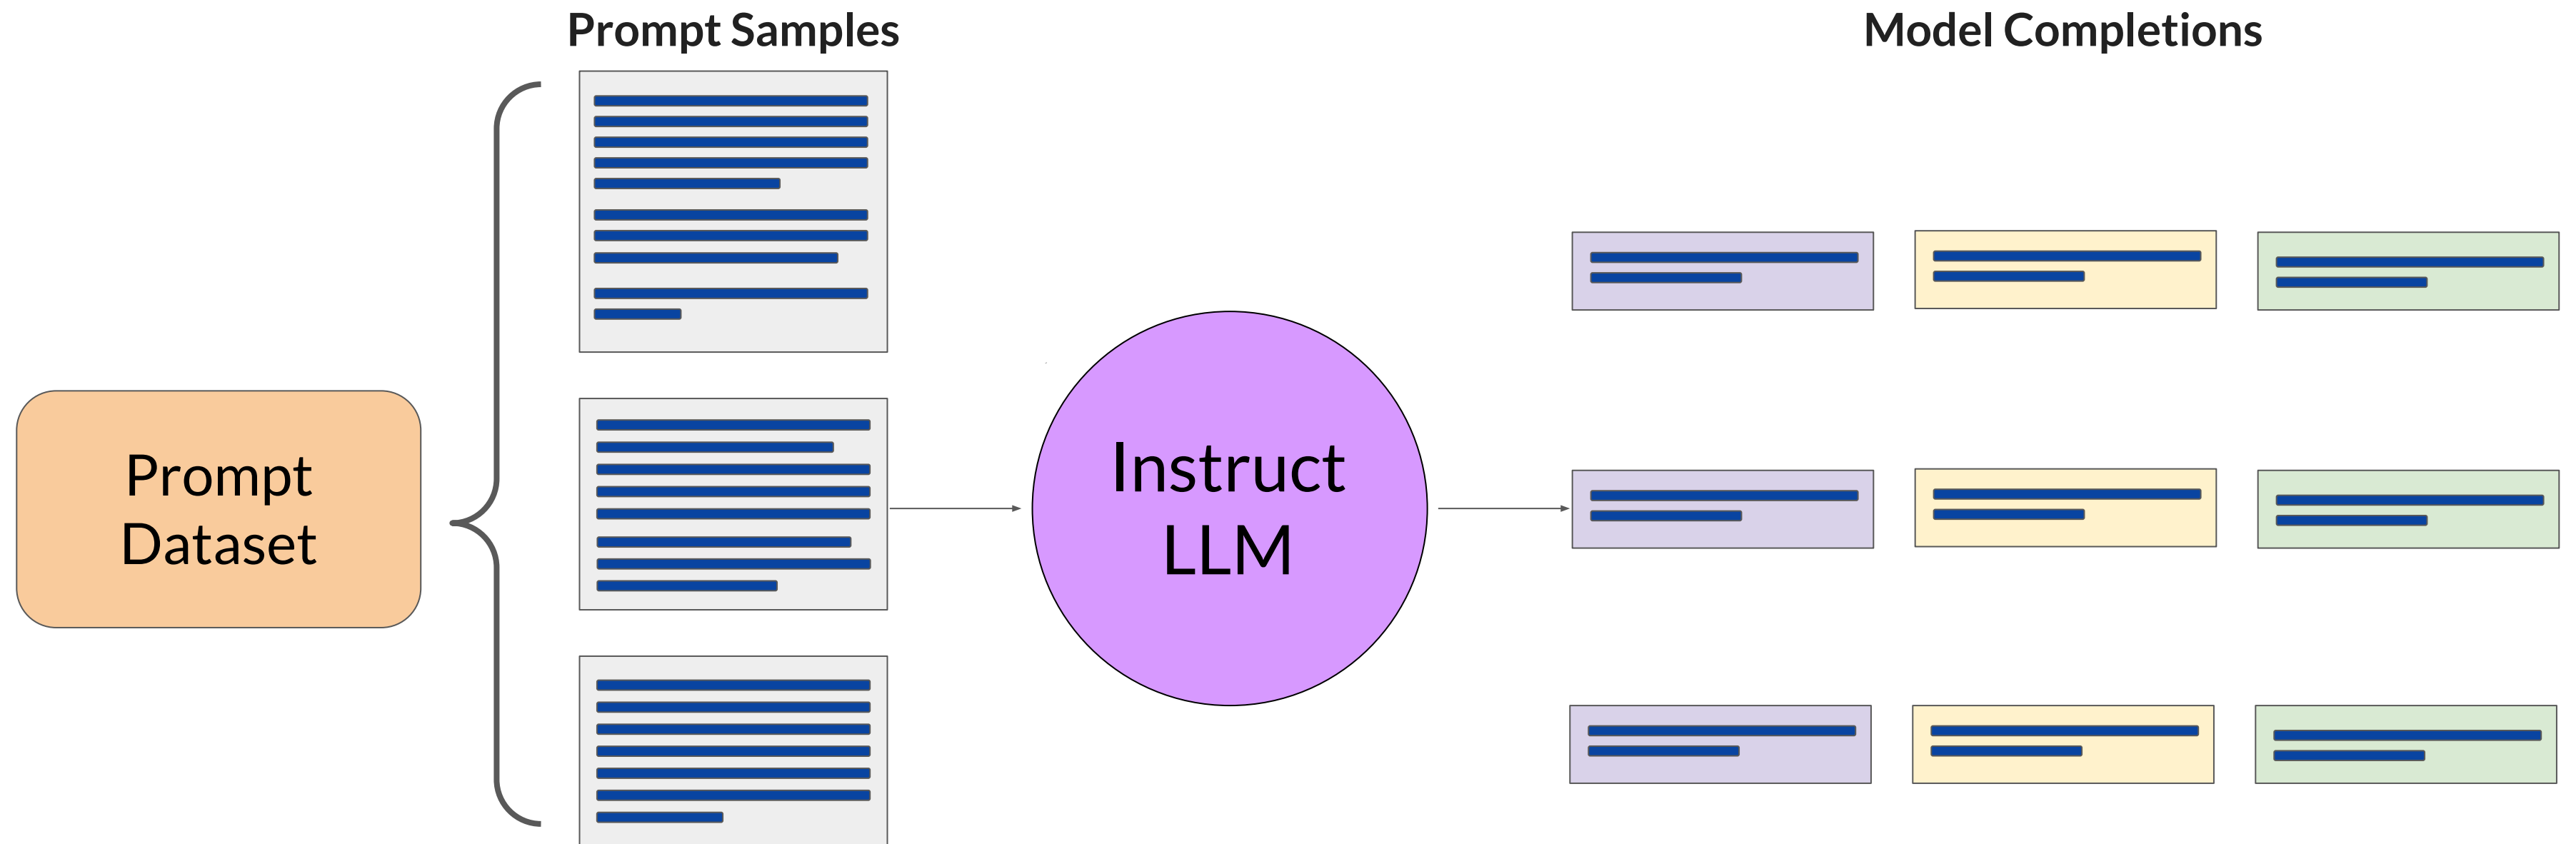 Prompt Samples
Model Completions
Prompt
Dataset
Instruct
LLM